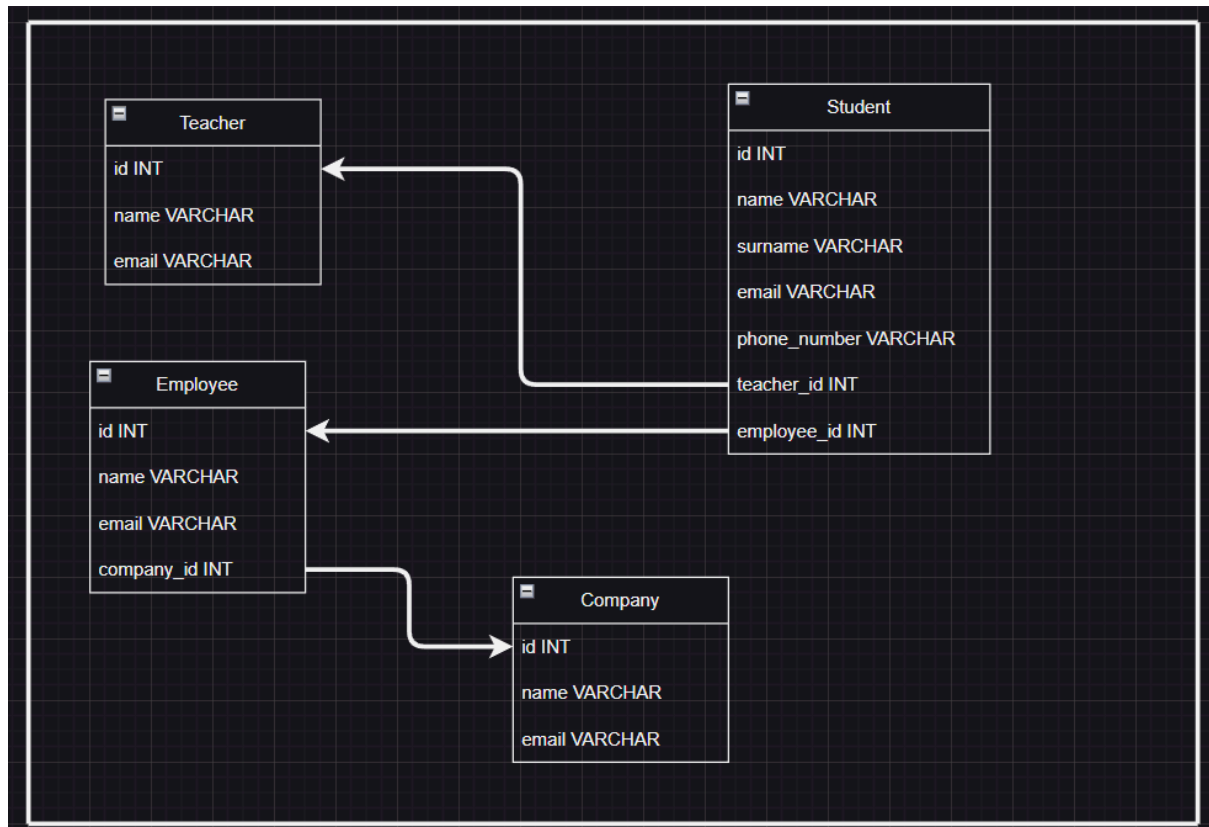 Teacher
id INT
name VARCHAR
email VARCHAR
Student
id INT
name VARCHAR
surname VARCHAR
email VARCHAR
phone_number VARCHAR
teacher_id INT
employee_id INT
Employee
id INT
name VARCHAR
email VARCHAR
company_id INT
Company
id INT
name VARCHAR
email VARCHAR